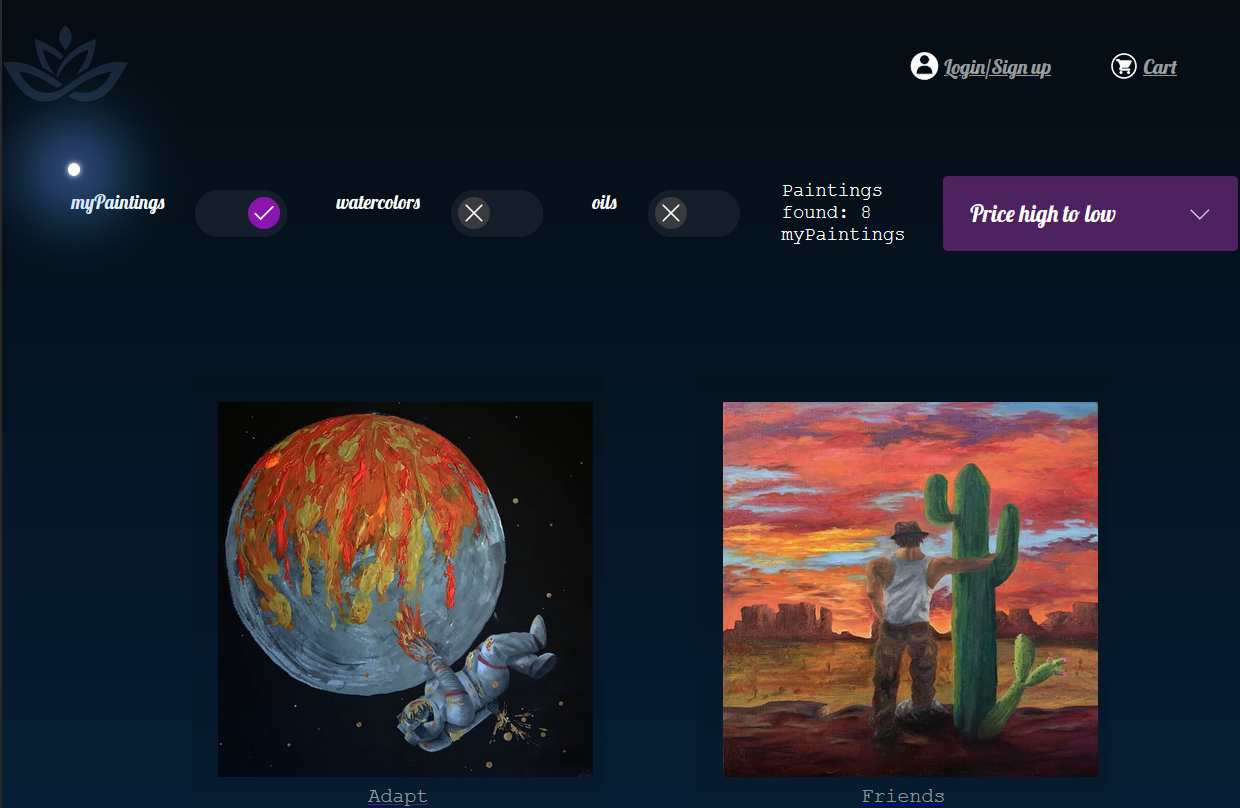 Login/Sign up
Cart
myPaintings
watercolors
oils
Paintings
found: 8
myPaintings
Price high to low
Adapt
Friends